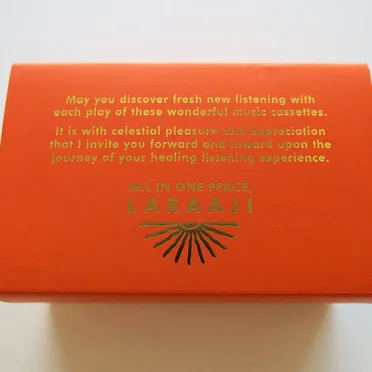 May you discover fresh new listening with
each play of these wonderful music cassettes.
It is with celestial pleasure and appreciation
that I invite you forward and inward upon the
journey of your healing listening experience.
ALL IN ONE PEACE,
LARAAJI